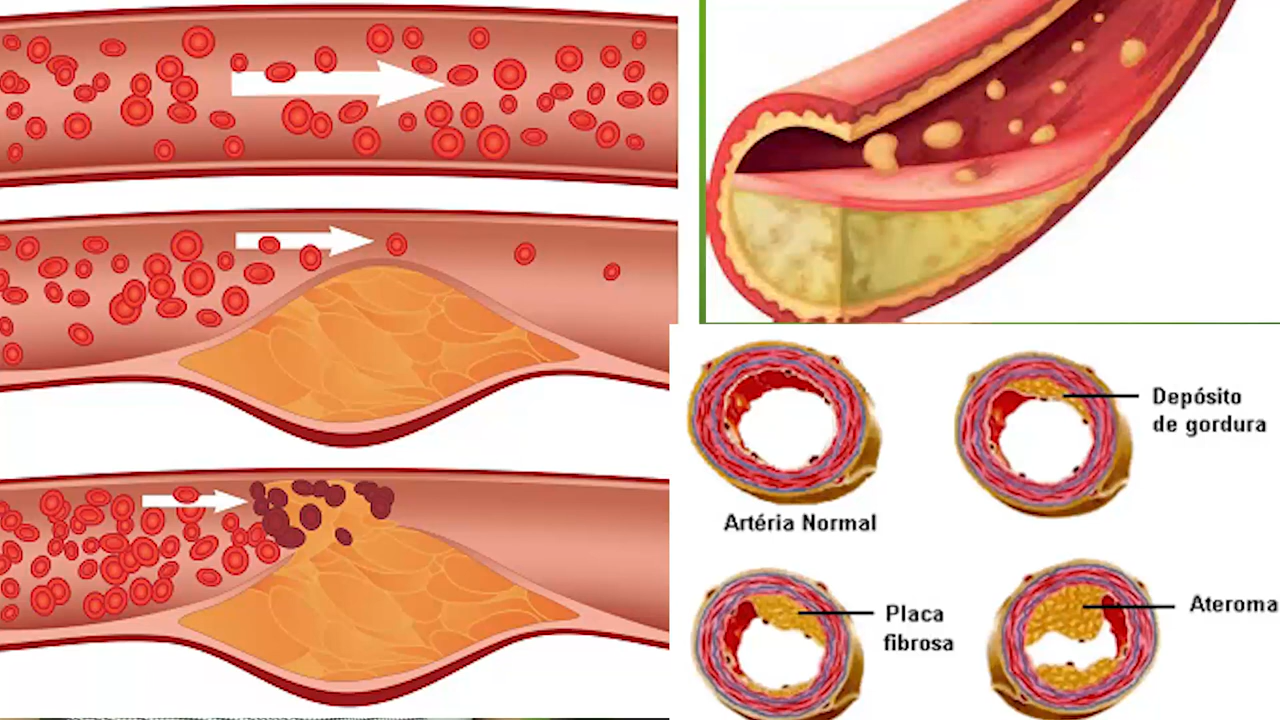 Depósito
de gordura
Artéria Normal
Placa
fibrosa
Ateroma